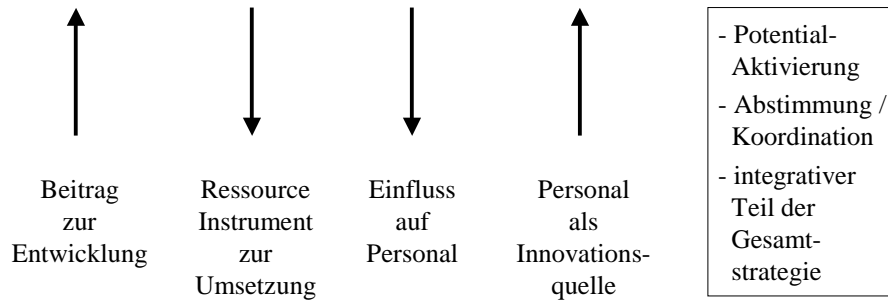 Beitrag
zur
Entwicklung
Ressource
Instrument
zur
Umsetzung
Einfluss
auf
Personal
Personal
als
Innovations-
quelle
- Potential-
Aktivierung
- Abstimmung /
Koordination
- integrativer
Teil der
Gesamt-
strategie